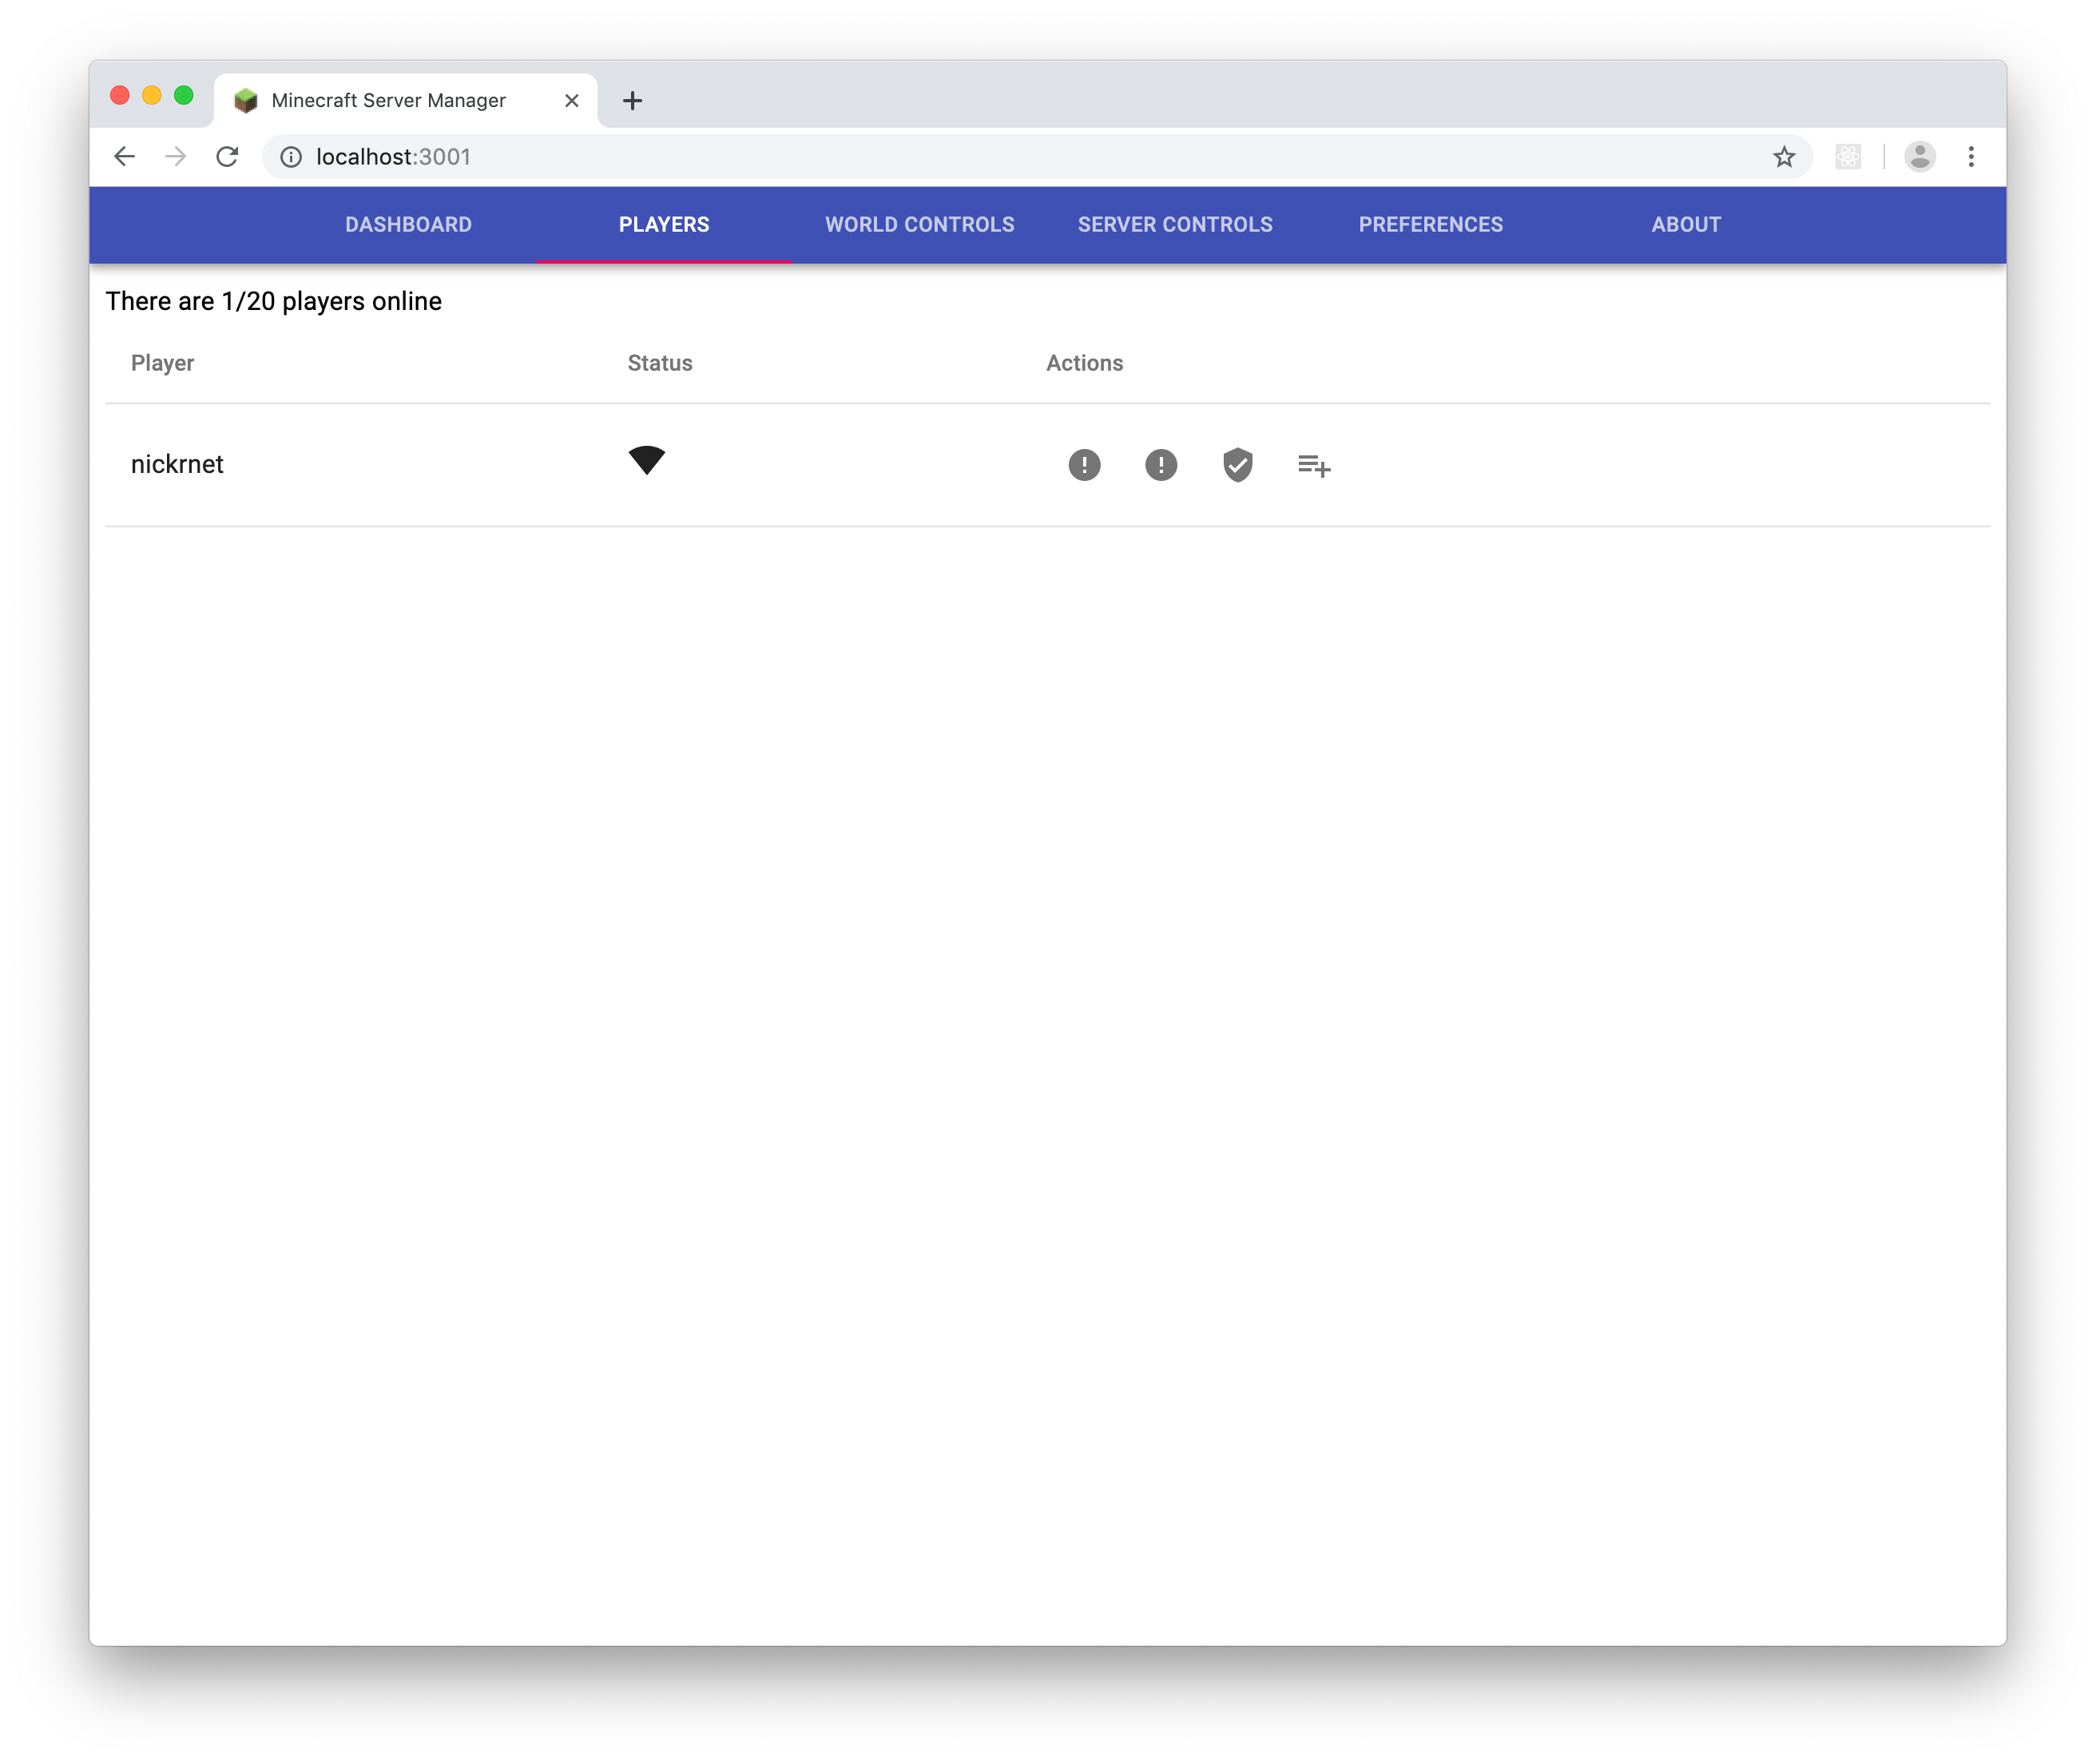 Minecraft Server Manager
localhost:3001
DASHBOARD PLAYERS WORLD CONTROLS SERVER CONTROLS PREFERENCES ABOUT
There are 1/20 players online
Player Status Actions
nickrnet